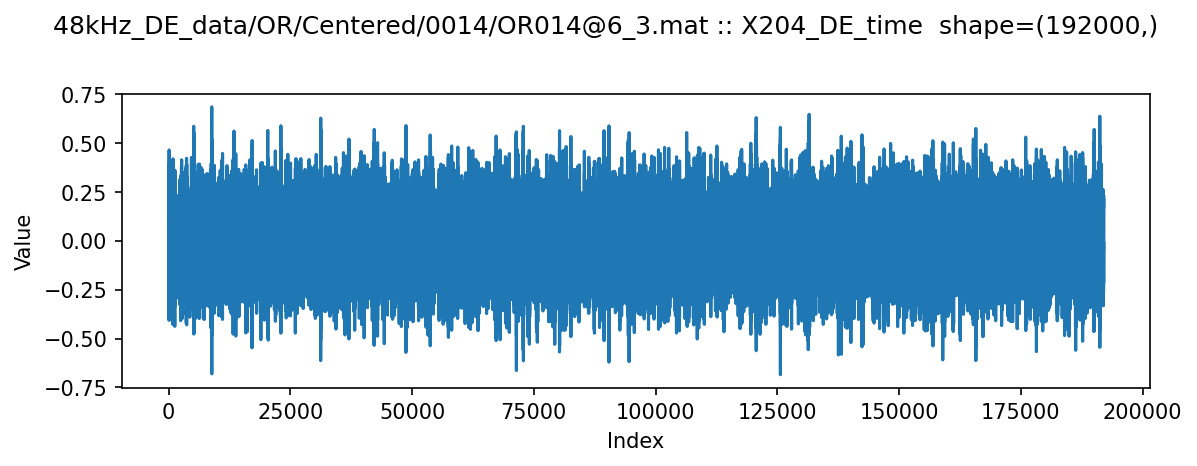 48kHz_DE_data/OR/Centered/0014/OR014@6_3.mat :: X204_DE_time  shape=(192000,)
0.75
0.50
0.25
0.00
−0.25
−0.50
−0.75
Value
0 25000 50000 75000 100000 125000 150000 175000 200000
Index